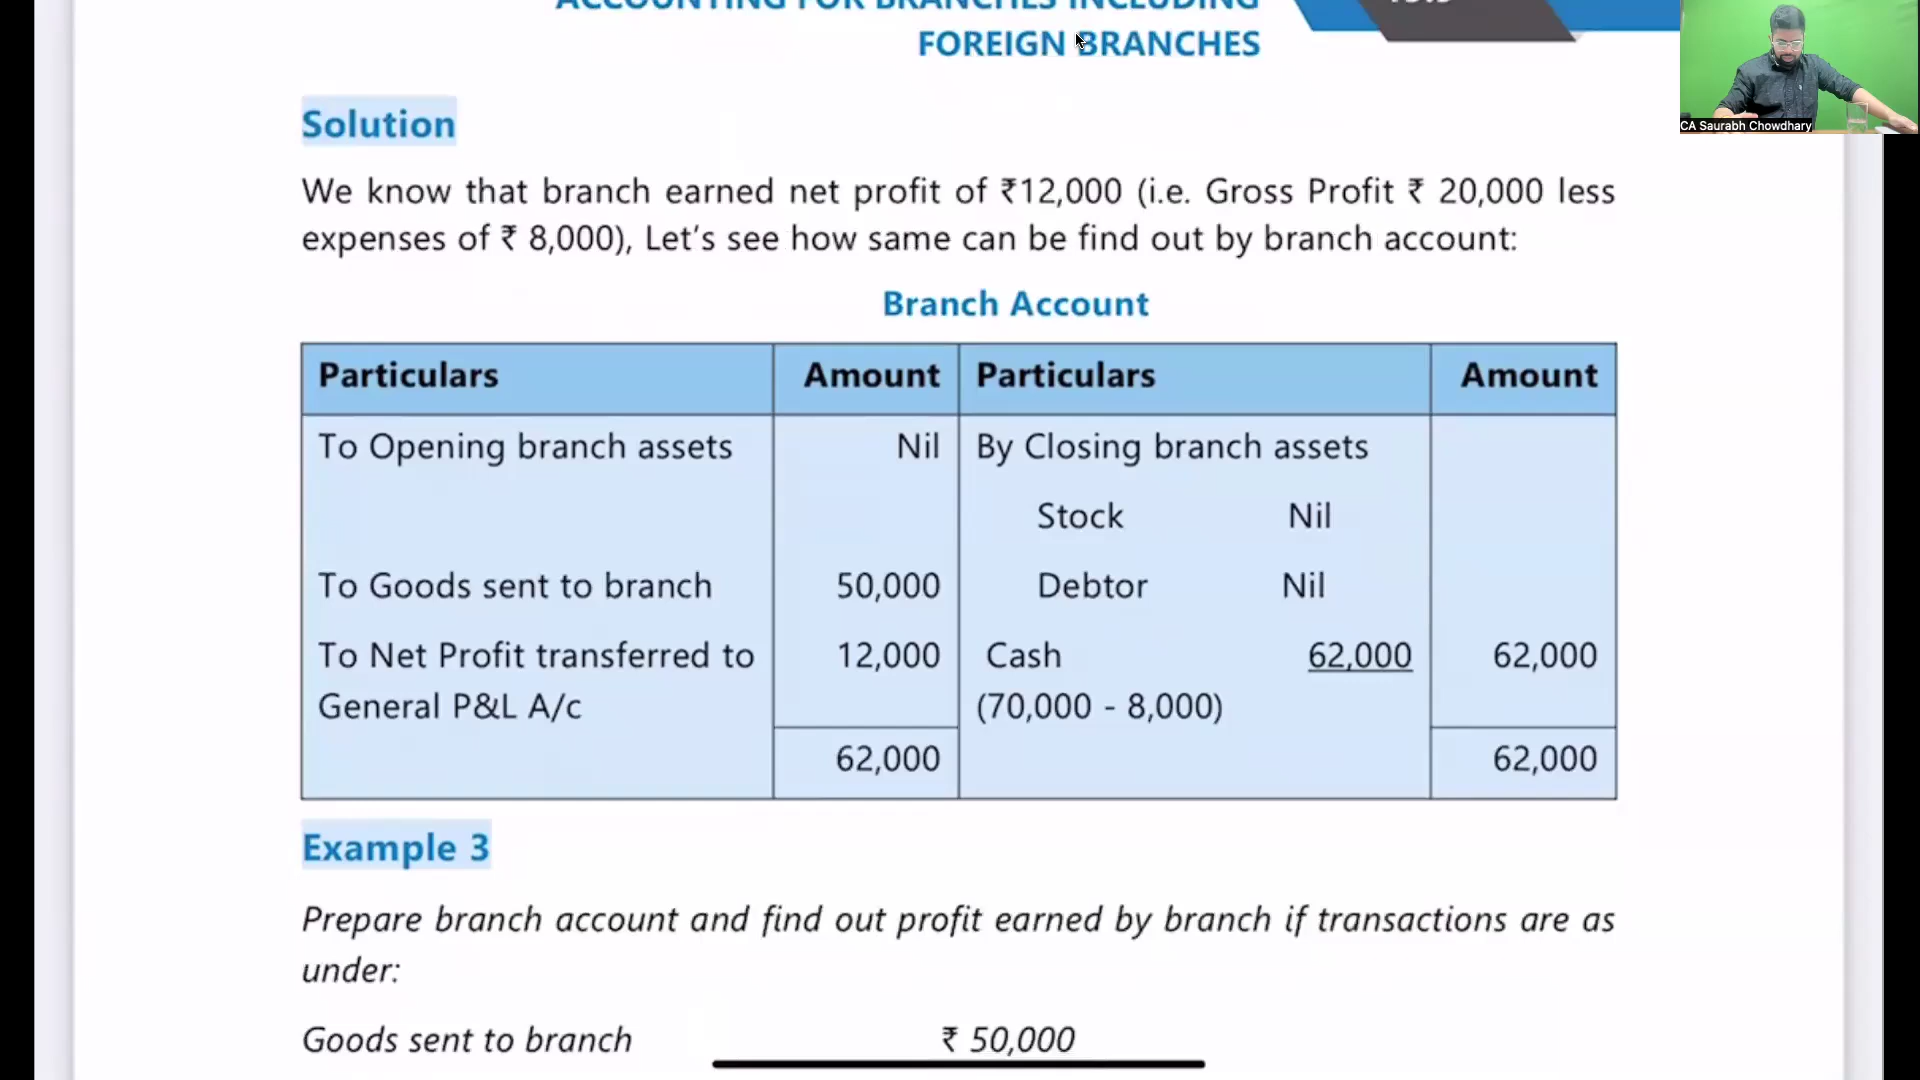 ACCOUNTING FOR BRANCHES INCLUDING
FOREIGN BRANCHES
CA Saurabh Chowdhary
Solution
We know that branch earned net profit of ₹12,000 (i.e. Gross Profit ₹ 20,000 less
expenses of ₹ 8,000), Let’s see how same can be find out by branch account:
Branch Account
Particulars Amount Particulars Amount
To Opening branch assets Nil By Closing branch assets
Stock Nil
To Goods sent to branch 50,000 Debtor Nil
To Net Profit transferred to 12,000 Cash 62,000 62,000
General P&L A/c (70,000 - 8,000)
62,000 62,000
Example 3
Prepare branch account and find out profit earned by branch if transactions are as
under:
Goods sent to branch ₹ 50,000